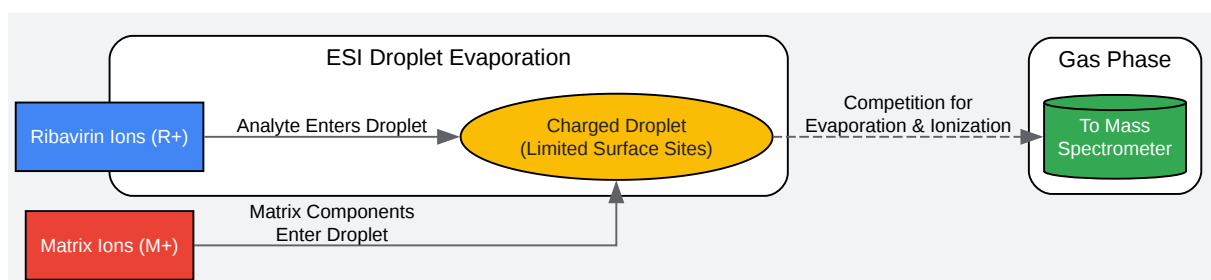 ESI Droplet Evaporation
Gas Phase
Ribavirin Ions (R+)
Analyte Enters Droplet
Charged Droplet
(Limited Surface Sites)
Competition for
Evaporation & Ionization
To Mass
Spectrometer
Matrix Ions (M+)
Matrix Components
Enter Droplet